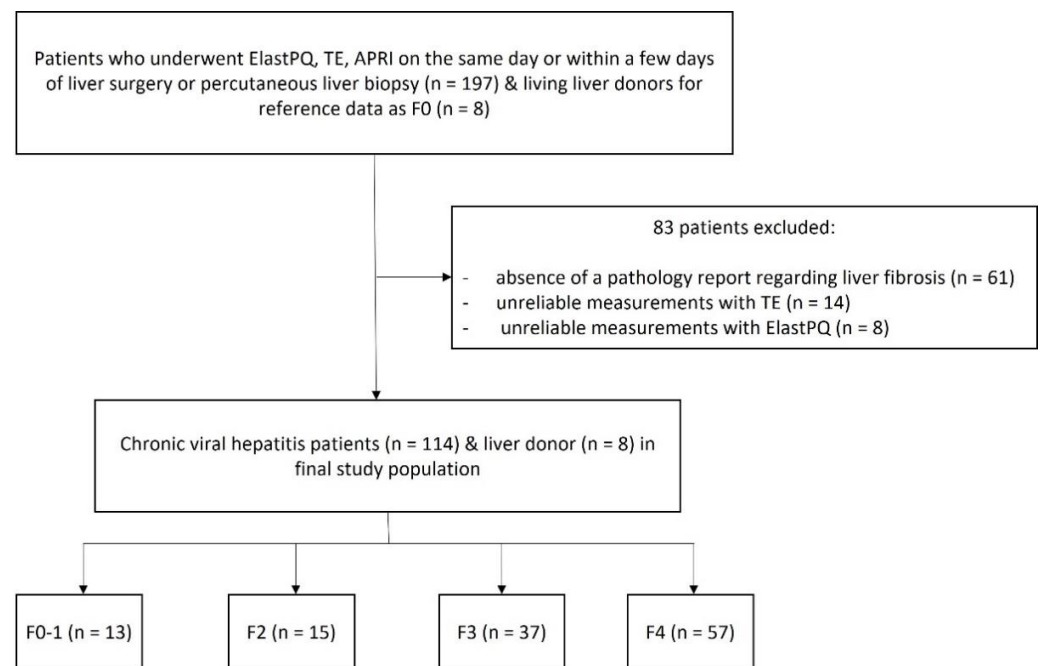 Patients who underwent ElastPQ, TE, APRI on the same day or within a few days
of liver surgery or percutaneous liver biopsy (n = 197) & living liver donors for
reference data as F0 (n = 8)
83 patients excluded:
- absence of a pathology report regarding liver fibrosis (n = 61)
- unreliable measurements with TE (n = 14)
- unreliable measurements with ElastPQ (n = 8)
Chronic viral hepatitis patients (n = 114) & liver donor (n = 8) in
final study population
F0-1 (n = 13)
F2 (n = 15)
F3 (n = 37)
F4 (n = 57)